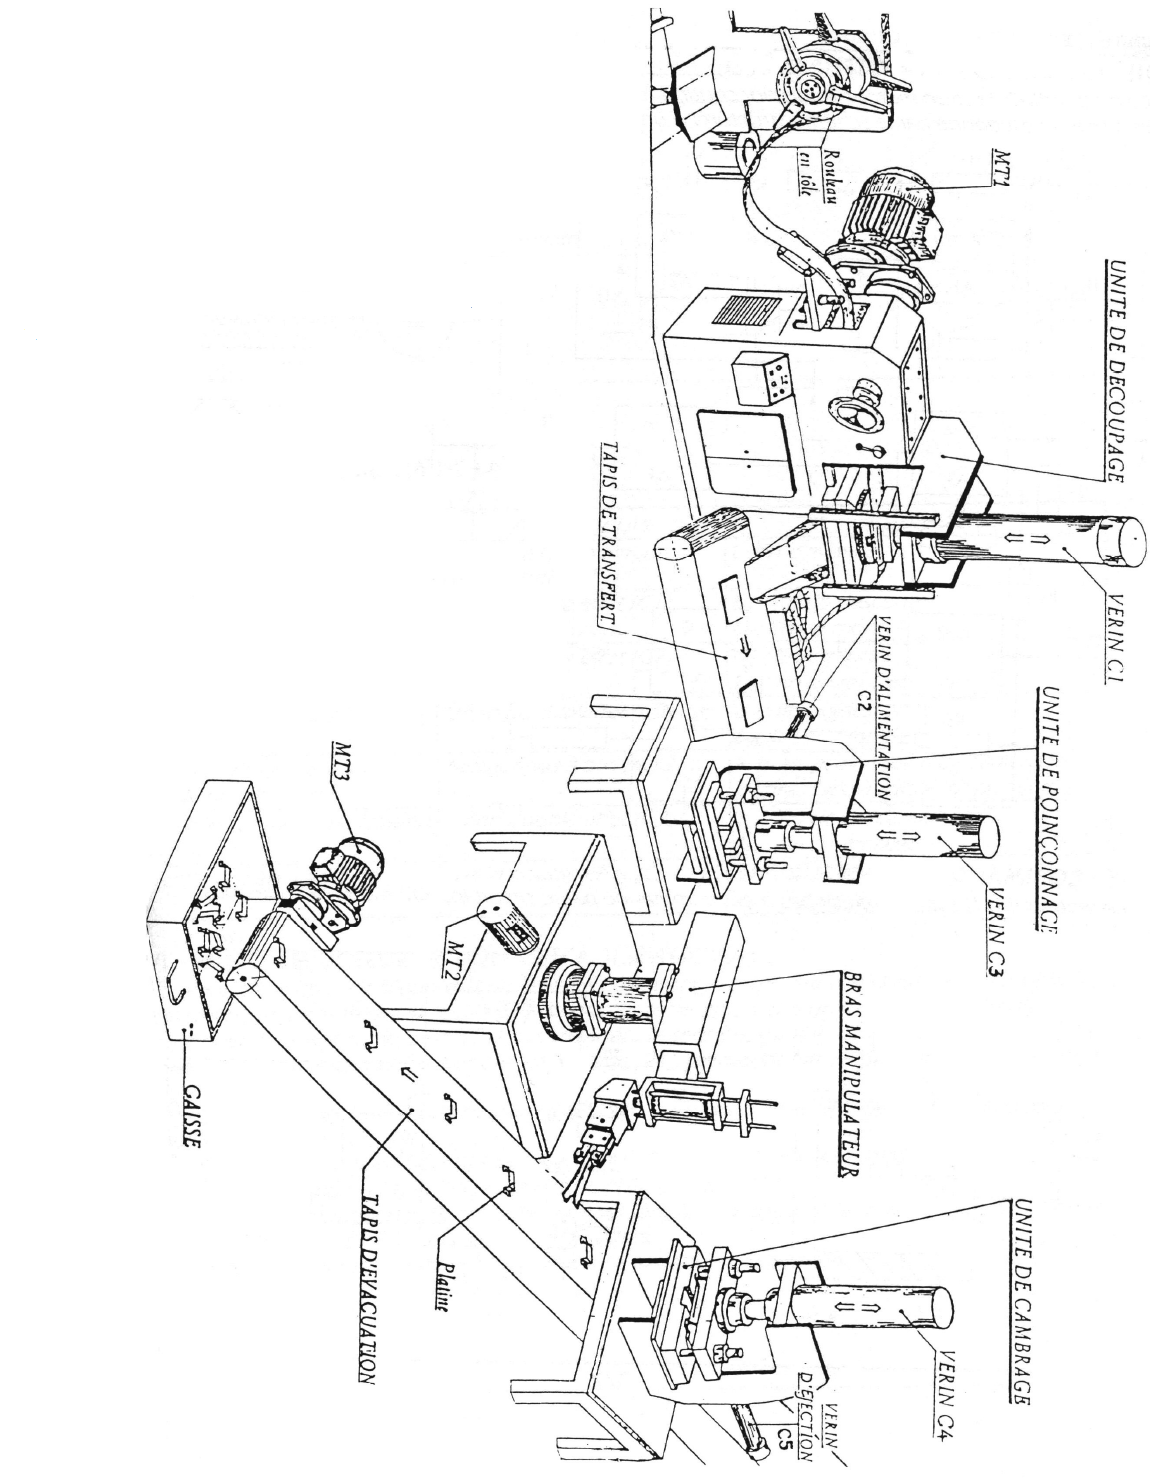 UNITE DE DECOUPAGE
MT1
Rouleau
en tôle
VERIN C1
TAPIS DE TRANSFERT
VERIN D'ALIMENTATION
C2
UNITE DE POINÇONNAGE
VERIN C3
MT3
MT2
BRAS MANIPULATEUR
CAISSE
TAPIS D'EVACUATION
Platine
UNITE DE CAMBRAGE
VERIN C4
VERIN
D'EJECTION
C5